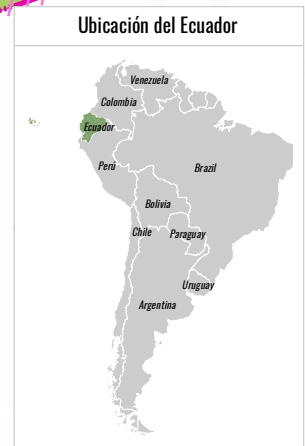 Ubicación del Ecuador
Venezuela
Colombia
Ecuador
Perú
Brazil
Bolivia
Chile
Paraguay
Uruguay
Argentina